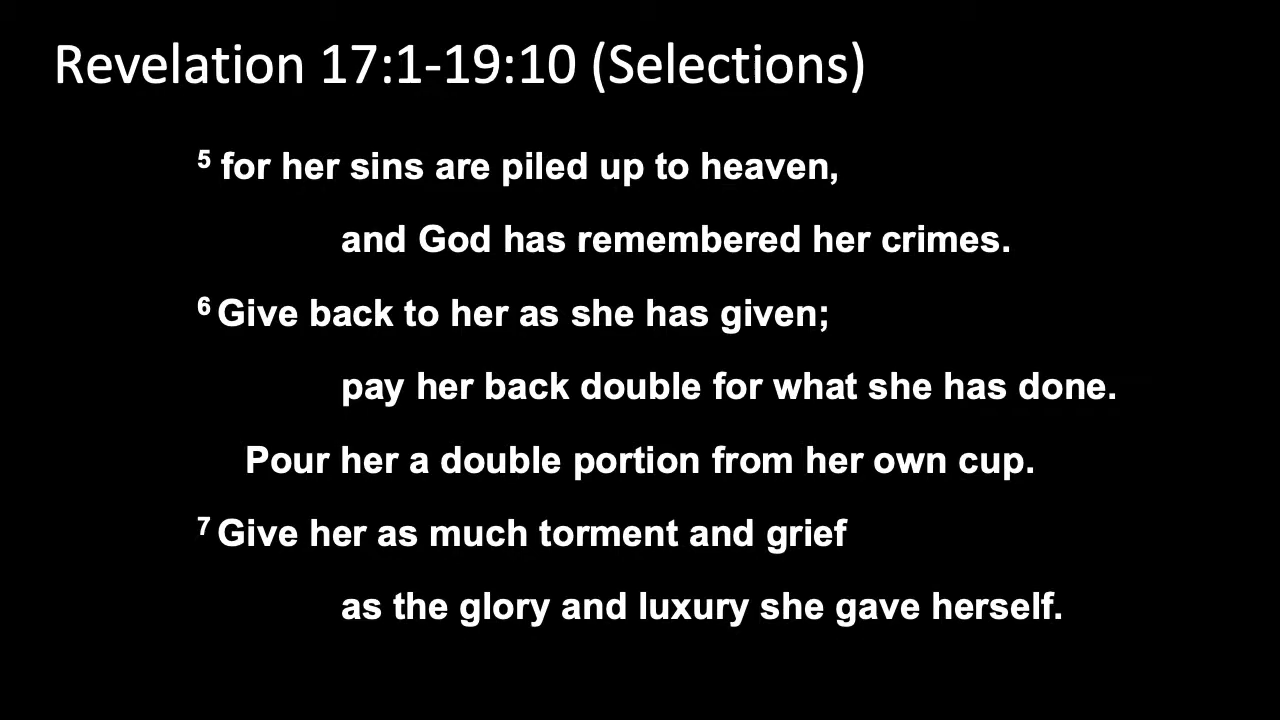 Revelation 17:1-19:10 (Selections)
5 for her sins are piled up to heaven,
and God has remembered her crimes.
6 Give back to her as she has given;
pay her back double for what she has done.
Pour her a double portion from her own cup.
7 Give her as much torment and grief
as the glory and luxury she gave herself.